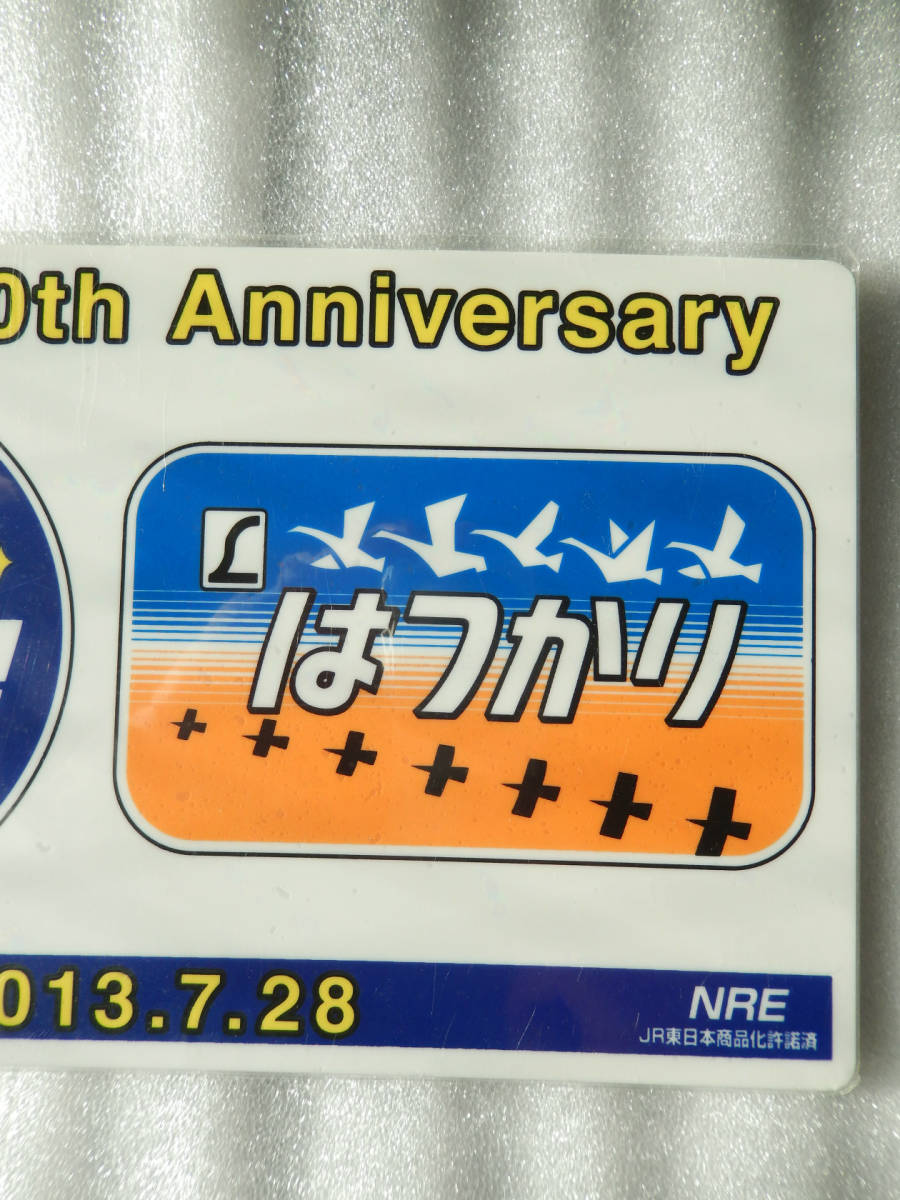 0th Anniversary
L
はつかり
013.7.28
NRE
JR東日本商品化許諾済